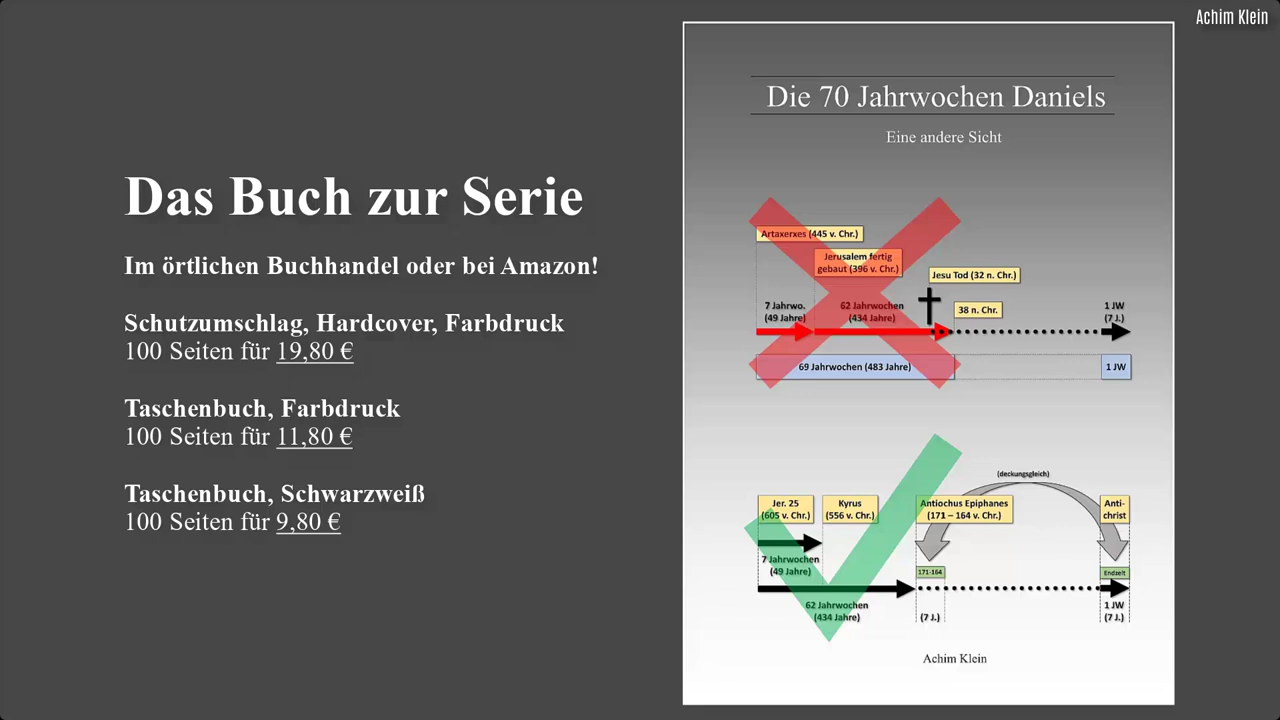 Achim Klein
Das Buch zur Serie
Im örtlichen Buchhandel oder bei Amazon!
Schutzumschlag, Hardcover, Farbdruck
100 Seiten für 19,80 €
Taschenbuch, Farbdruck
100 Seiten für 11,80 €
Taschenbuch, Schwarzweiß
100 Seiten für 9,80 €
Die 70 Jahrwochen Daniels
Eine andere Sicht
Artaxerxes (445 v. Chr.)
Jerusalem fertig
gebaut (396 v. Chr.)
Jesu Tod (32 n. Chr.)
38 n. Chr.
7 Jahrwo.
(49 Jahre)
62 Jahrwochen
(434 Jahre)
1 JW
(7 J.)
69 Jahrwochen (483 Jahre)
1 JW
(deckungsgleich)
Jer. 25
(605 v. Chr.)
Kyrus
(556 v. Chr.)
Antiochus Epiphanes
(171 – 164 v. Chr.)
Anti-
christ
7 Jahrwochen
(49 Jahre)
171-164
Endzeit
62 Jahrwochen
(434 Jahre)
(7 J.)
1 JW
(7 J.)
Achim Klein